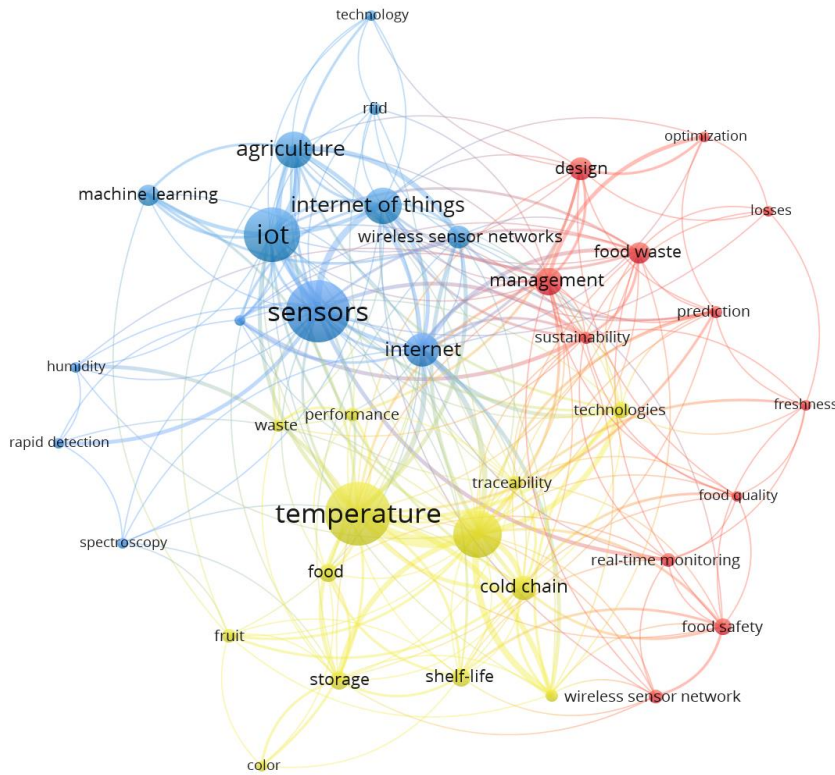 technology
rfid
optimization
agriculture
design
machine learning
internet of things
losses
iot
wireless sensor networks
food waste
management
sensors
prediction
sustainability
internet
humidity
freshness
technologies
performance
waste
rapid detection
traceability
food quality
temperature
spectroscopy
real-time monitoring
food
cold chain
food safety
fruit
shelf-life
storage
wireless sensor network
color